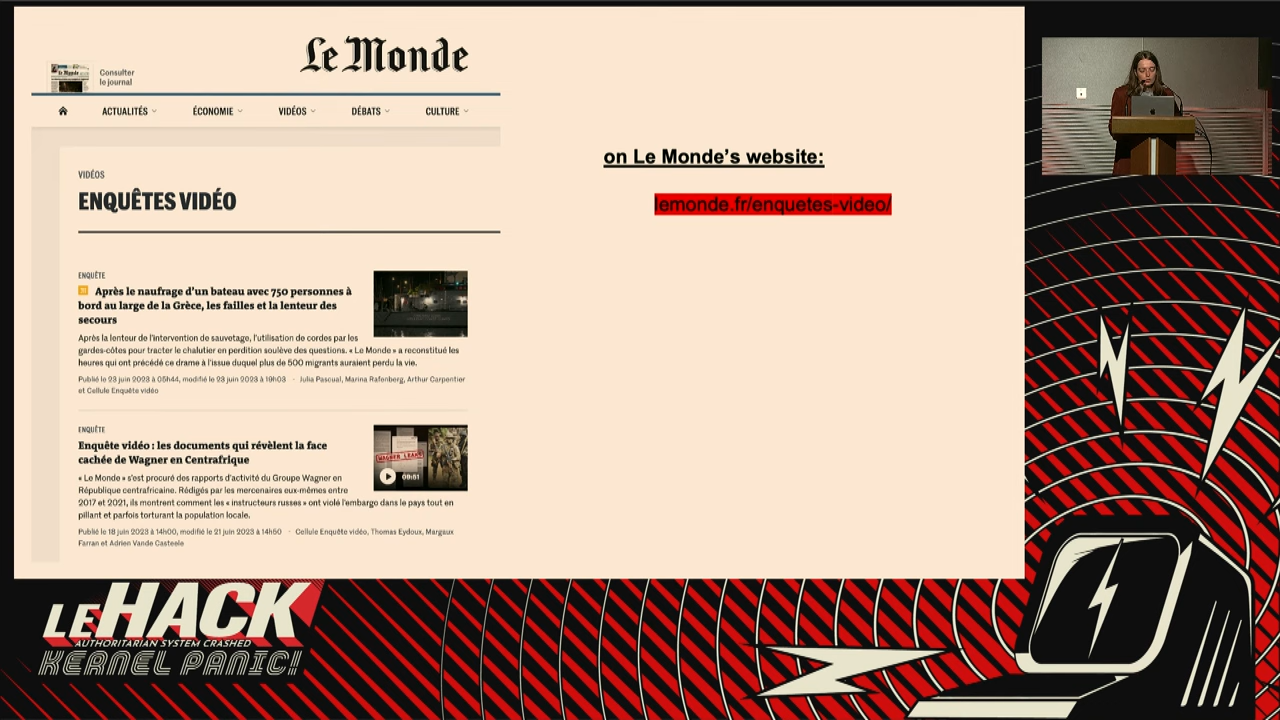 Le Monde
Consulter
le journal
ACTUALITÉS
ÉCONOMIE
VIDÉOS
DÉBATS
CULTURE
VIDÉOS
ENQUÊTES VIDÉO
ENQUÊTE
Après le naufrage d'un bateau avec 750 personnes à
bord au large de la Grèce, les failles et la lenteur des
secours
Après la lenteur de l'intervention de sauvetage, l'utilisation de cordes par les
gardes-côtes pour tracter le chalutier en perdition soulève des questions. « Le Monde » a reconstitué les
heures qui ont précédé ce drame à l'issue duquel plus de 500 migrants auraient perdu la vie.
Publié le 23 juin 2023 à 05h44, modifié le 23 juin 2023 à 19h03 · Julia Pascual, Marina Rafenberg, Arthur Carpentier
et Cellule Enquête vidéo
ENQUÊTE
Enquête vidéo : les documents qui révèlent la face
cachée de Wagner en Centrafrique
WAGNER LEAKS
09:51
« Le Monde » s'est procuré des rapports d'activité du Groupe Wagner en
République centrafricaine. Rédigés par les mercenaires eux-mêmes entre
2017 et 2021, ils montrent comment les « instructeurs russes » ont violé l'embargo dans le pays tout en
pillant et parfois torturant la population locale.
Publié le 18 juin 2023 à 14h00, modifié le 21 juin 2023 à 14h50 · Cellule Enquête vidéo, Thomas Eydoux, Margaux
Farran et Adrien Vande Casteele
on Le Monde's website:
lemonde.fr/enquetes-video/
LEHACK
AUTHORITARIAN SYSTEM CRASHED
KERNEL PANIC!